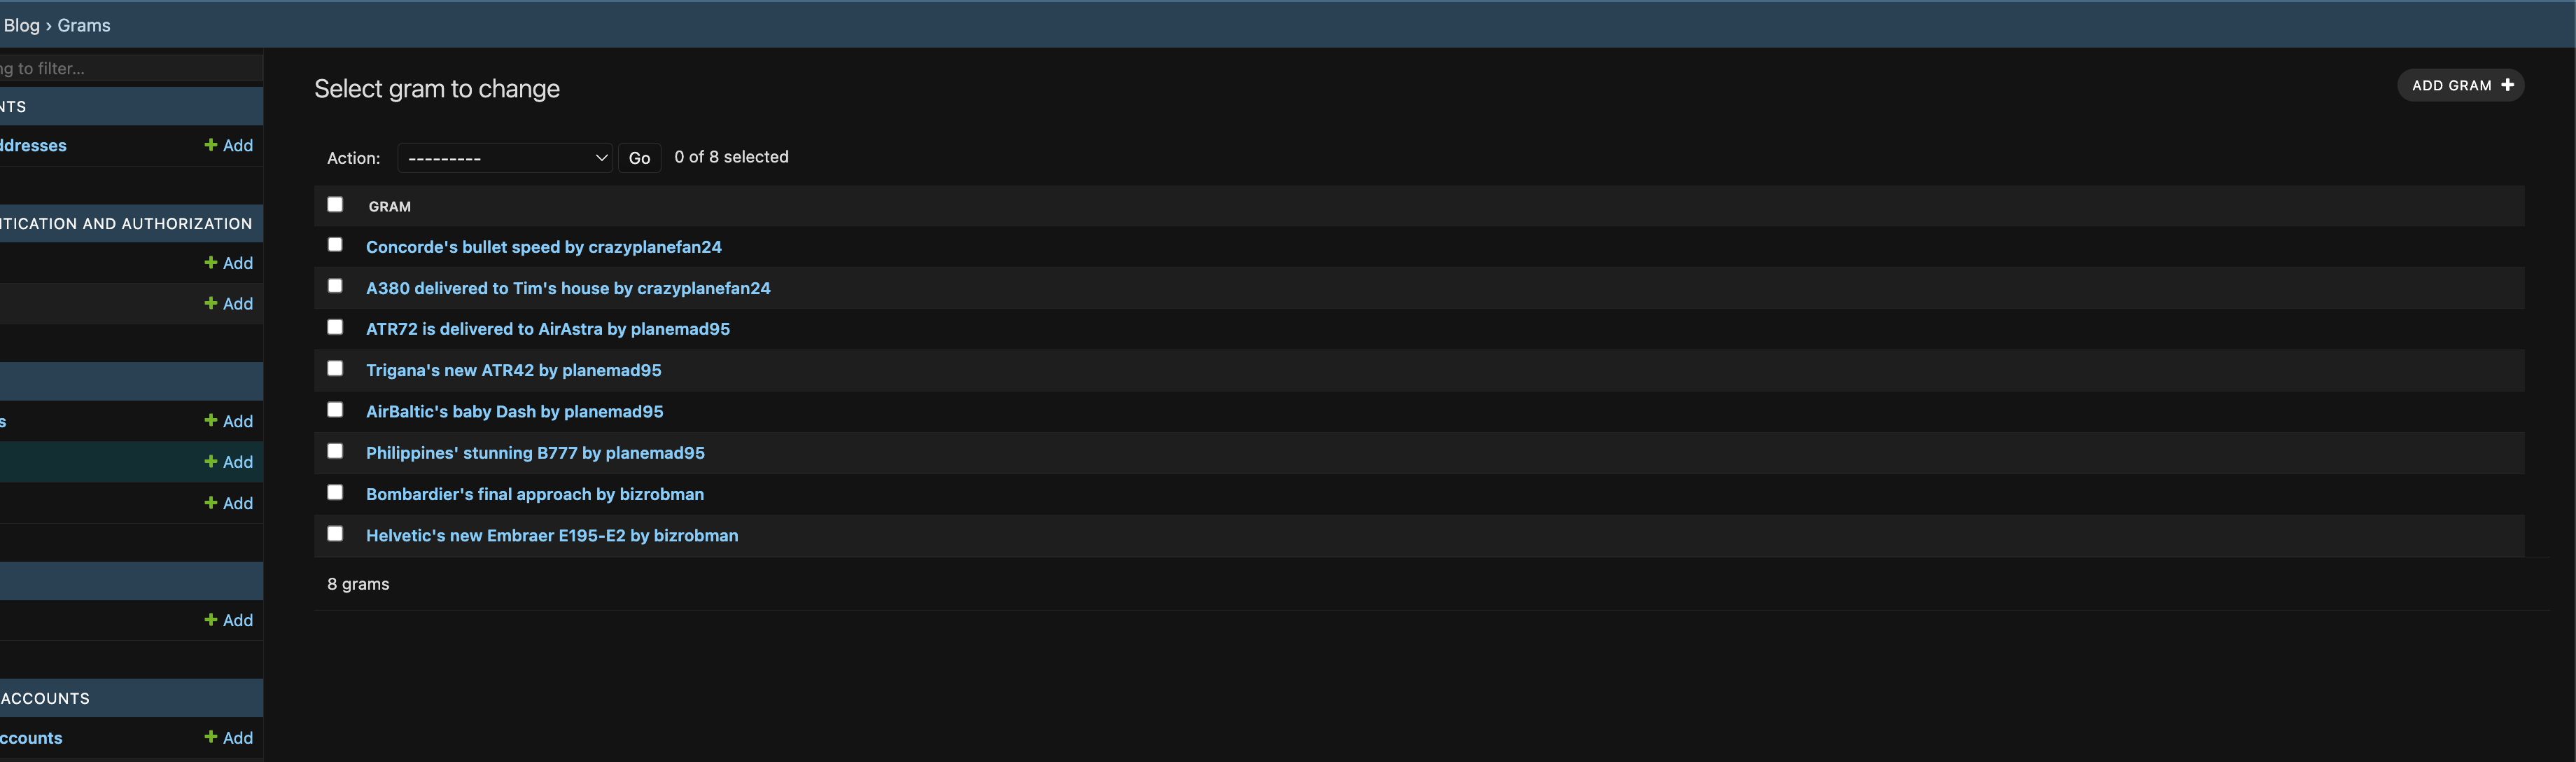 Blog › Grams
to filter...
Add
AND AUTHORIZATION
Add
Add
Add
Add
Add
Add
ACCOUNTS
Add
Select gram to change
ADD GRAM
Action: --------- Go 0 of 8 selected
GRAM
Concorde's bullet speed by crazyplanefan24
A380 delivered to Tim's house by crazyplanefan24
ATR72 is delivered to AirAstra by planemad95
Trigana's new ATR42 by planemad95
AirBaltic's baby Dash by planemad95
Philippines' stunning B777 by planemad95
Bombardier's final approach by bizrobman
Helvetic's new Embraer E195-E2 by bizrobman
8 grams